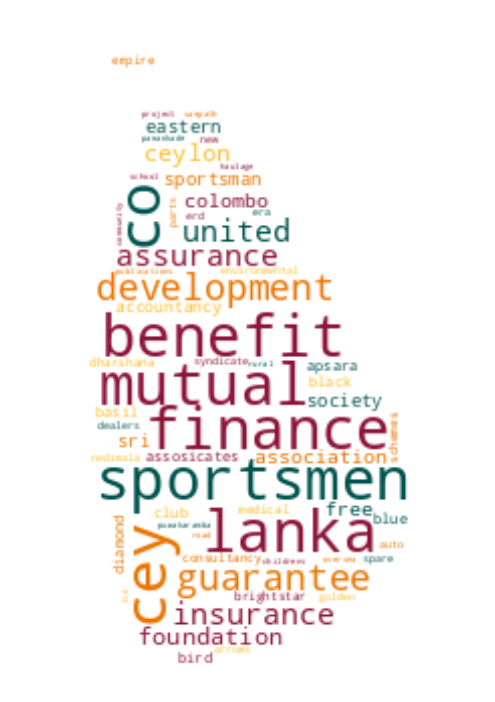 empire
project sampath
eastern
new
ceylon
haulage
school sportsman
co
parts
colombo
community
erd era
united
assurance
publications environmental
development
accountancy
benefit
dharshana syndicate rural apsara
mutual
black
society
basil
finance
dealers
sri
schemes
nedimala assosicates association
sportsmen
club medical free
blue
lanka
road
auto
diamond
cey
consultancy childrens oversea spare
guarantee
brightstar golden
insurance
foundation
arrows
bird